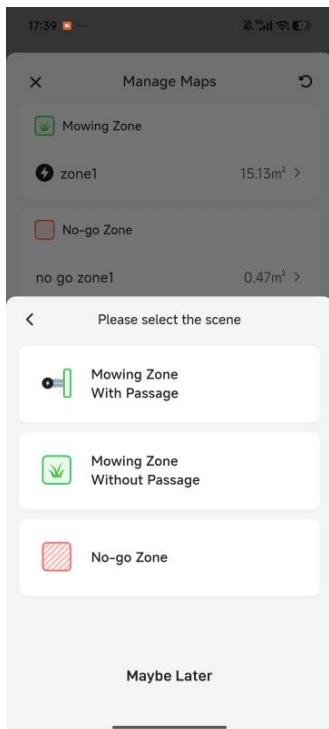 17:39
Manage Maps
Mowing Zone
zone1 15.13m² >
No-go Zone
no go zone1 0.47m² >
Please select the scene
Mowing Zone
With Passage
Mowing Zone
Without Passage
No-go Zone
Maybe Later